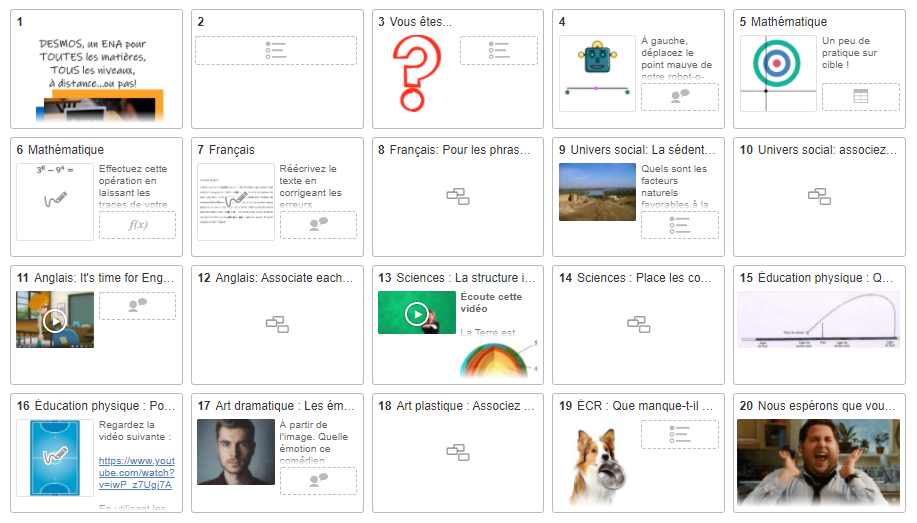 1
DESMOS, un ENA pour
TOUTES les matières,
TOUS les niveaux,
à distance...ou pas!
2
3 Vous êtes...
4
À gauche,
déplacez le
point mauve de
notre robot-o-
5 Mathématique
Un peu de
pratique sur
cible !
6 Mathématique
3⁶ − 9⁴ =
Effectuez cette
opération en
laissant les
traces de votre
f(x)
7 Français
Réécrivez le
texte en
corrigeant les
erreurs.
8 Français: Pour les phras...
9 Univers social: La sédent...
Quels sont les
facteurs
naturels
favorables à la
10 Univers social: associez...
11 Anglais: It's time for Eng...
12 Anglais: Associate each...
13 Sciences : La structure i...
Écoute cette
vidéo
La Terre est
5
4
14 Sciences : Place les co...
15 Éducation physique : Q...
16 Éducation physique : Po...
Regardez la
vidéo suivante :
https://www.yout
ube.com/watch?
v=iwP_z7Ugj7A
En utilisant les
17 Art dramatique : Les ém...
À partir de
l'image. Quelle
émotion ce
comédien
18 Art plastique : Associez ...
19 ÉCR : Que manque-t-il ...
20 Nous espérons que vou...